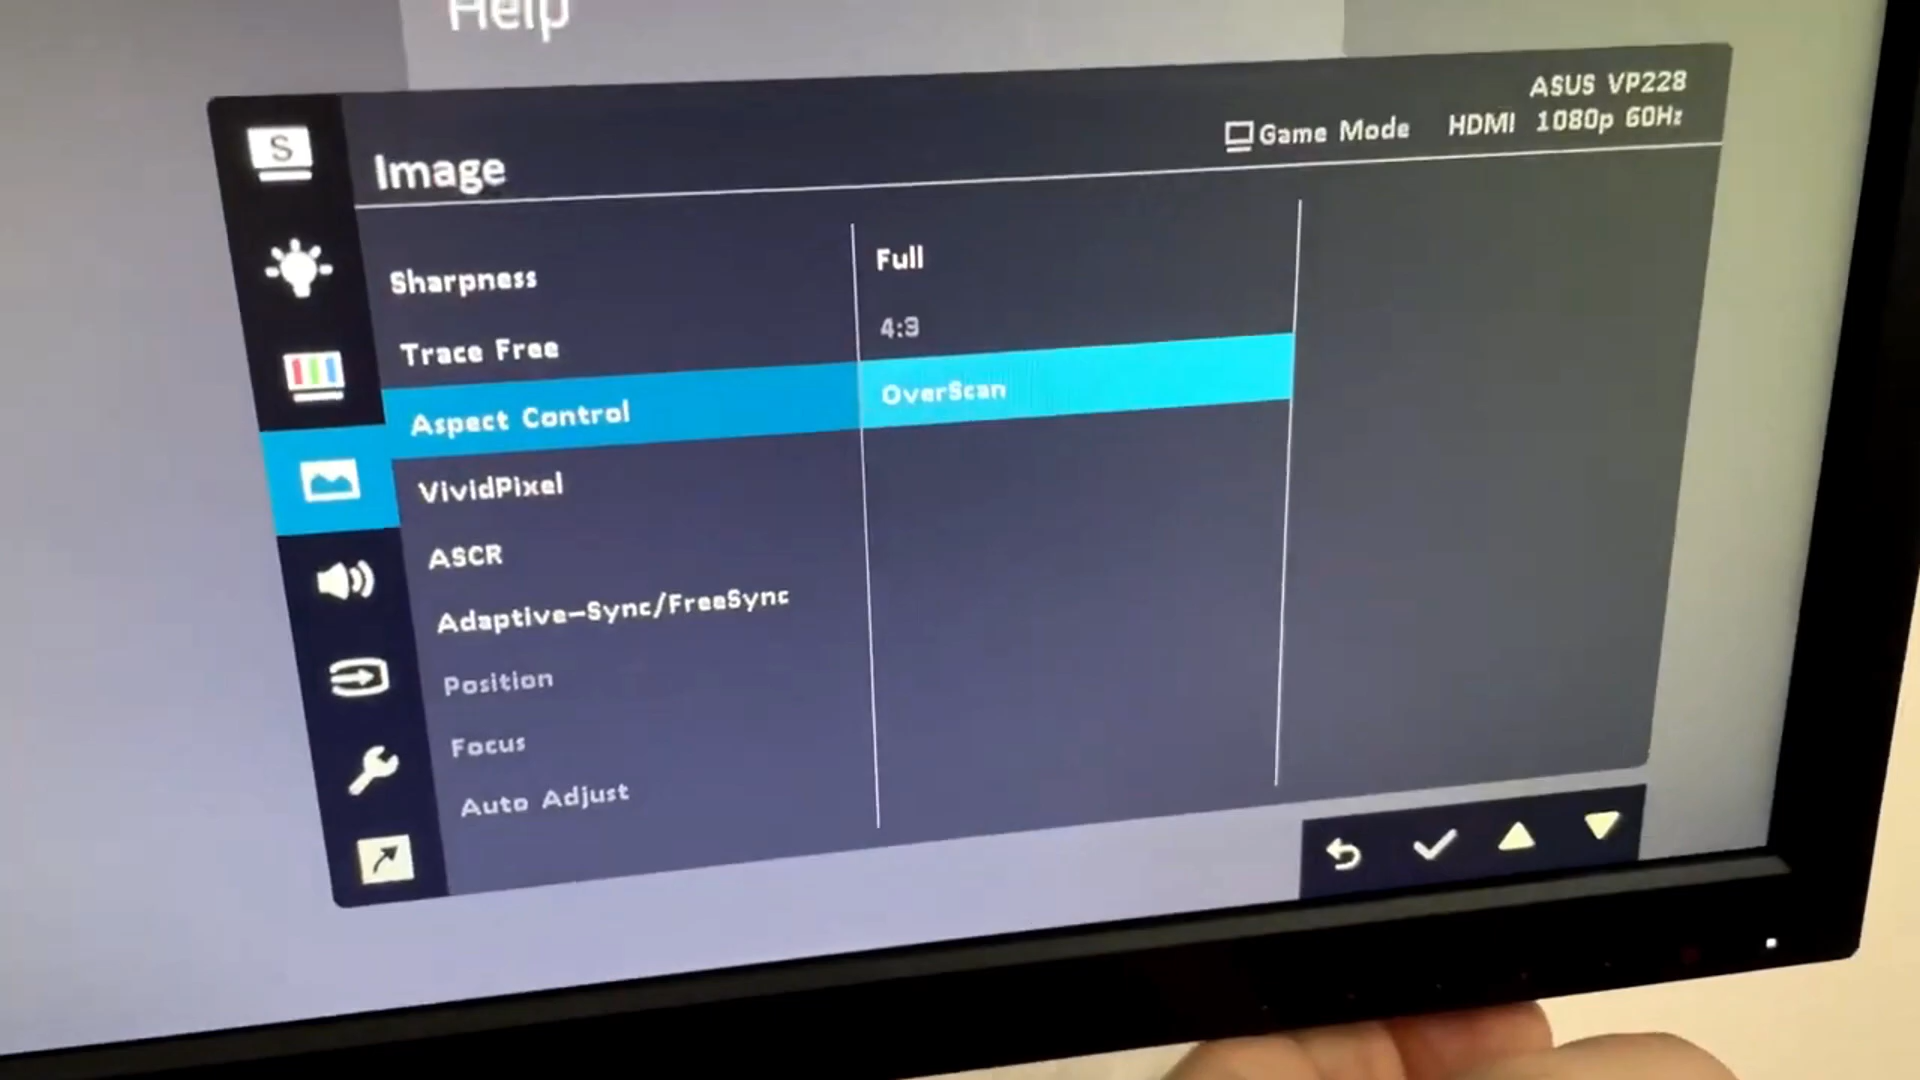 Help
ASUS VP228
Game Mode HDMI 1080p 60Hz
S
Image
Sharpness
Trace Free
Aspect Control
VividPixel
ASCR
Adaptive-Sync/FreeSync
Position
Focus
Auto Adjust
Full
4:3
OverScan